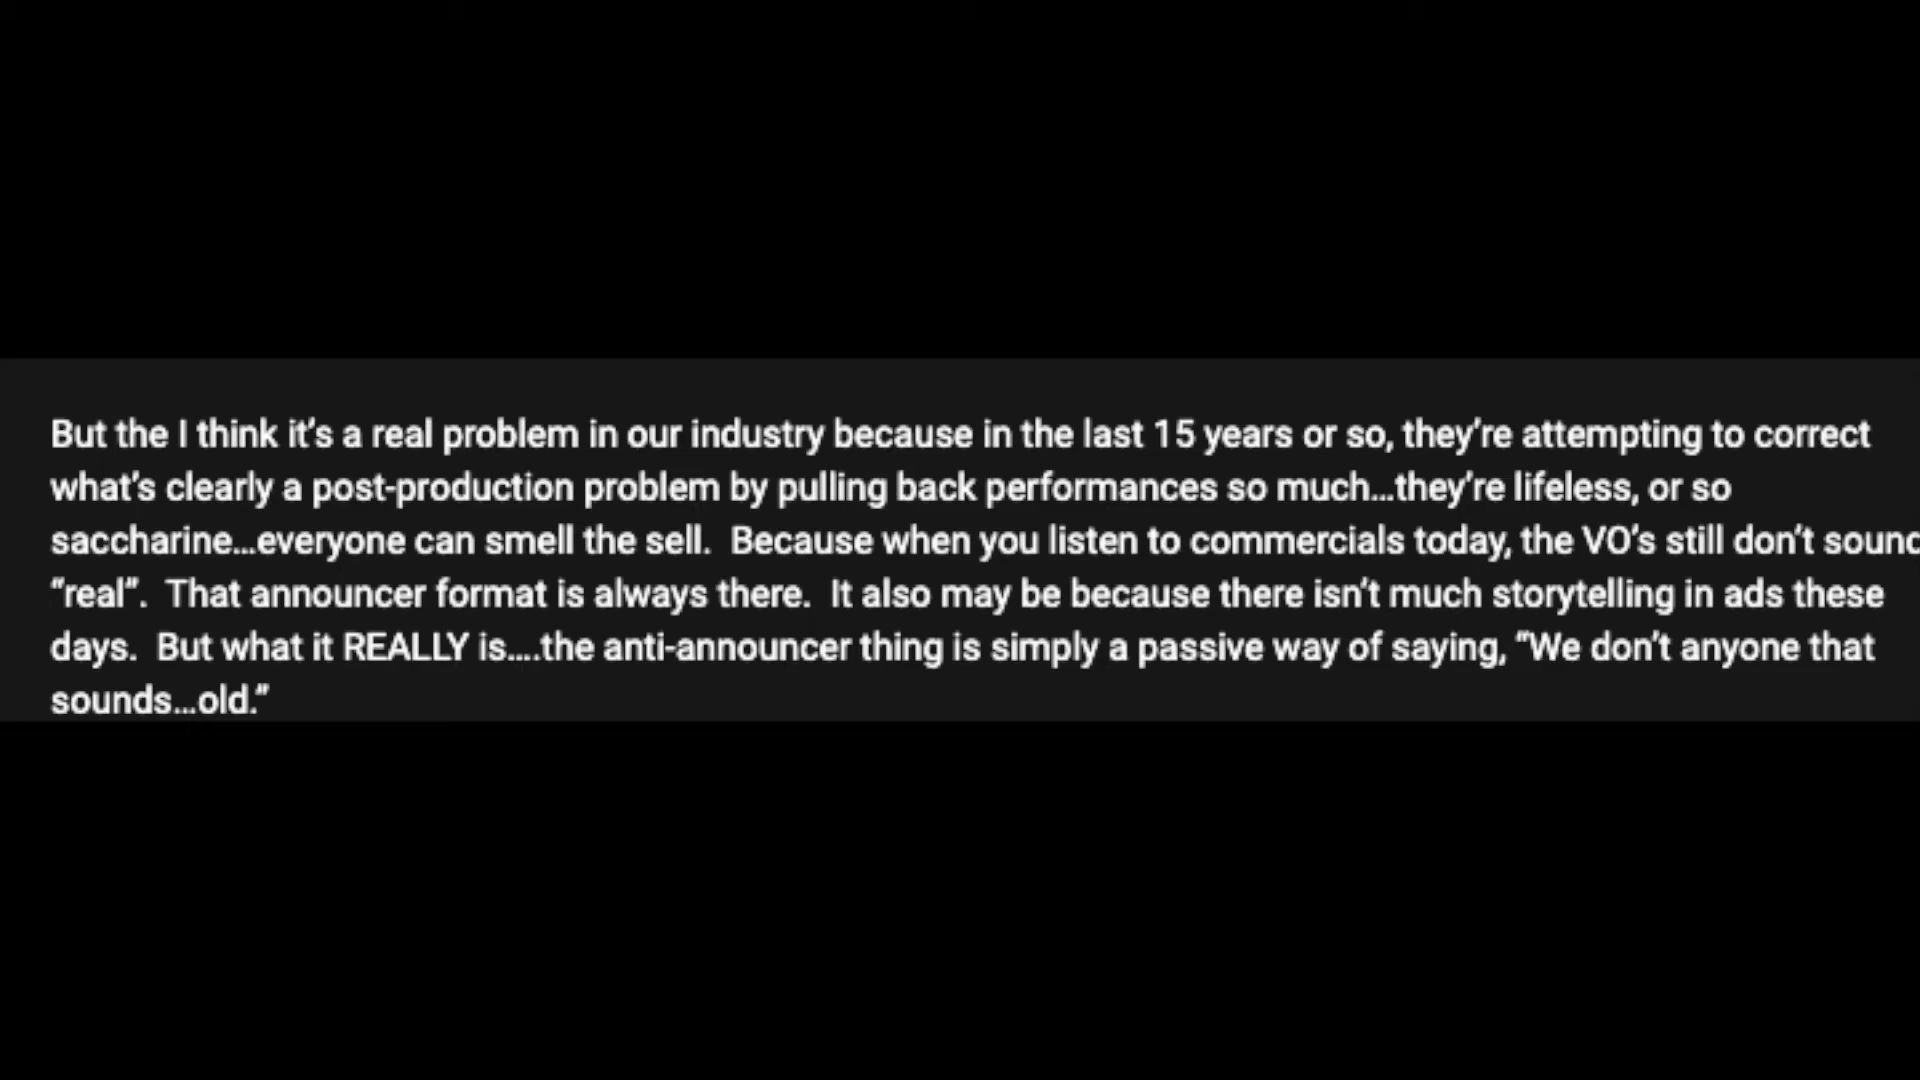 But the I think it's a real problem in our industry because in the last 15 years or so, they're attempting to correct
what's clearly a post-production problem by pulling back performances so much...they're lifeless, or so
saccharine...everyone can smell the sell.  Because when you listen to commercials today, the VO's still don't sound
“real”.  That announcer format is always there.  It also may be because there isn't much storytelling in ads these
days.  But what it REALLY is....the anti-announcer thing is simply a passive way of saying, “We don't anyone that
sounds...old.”